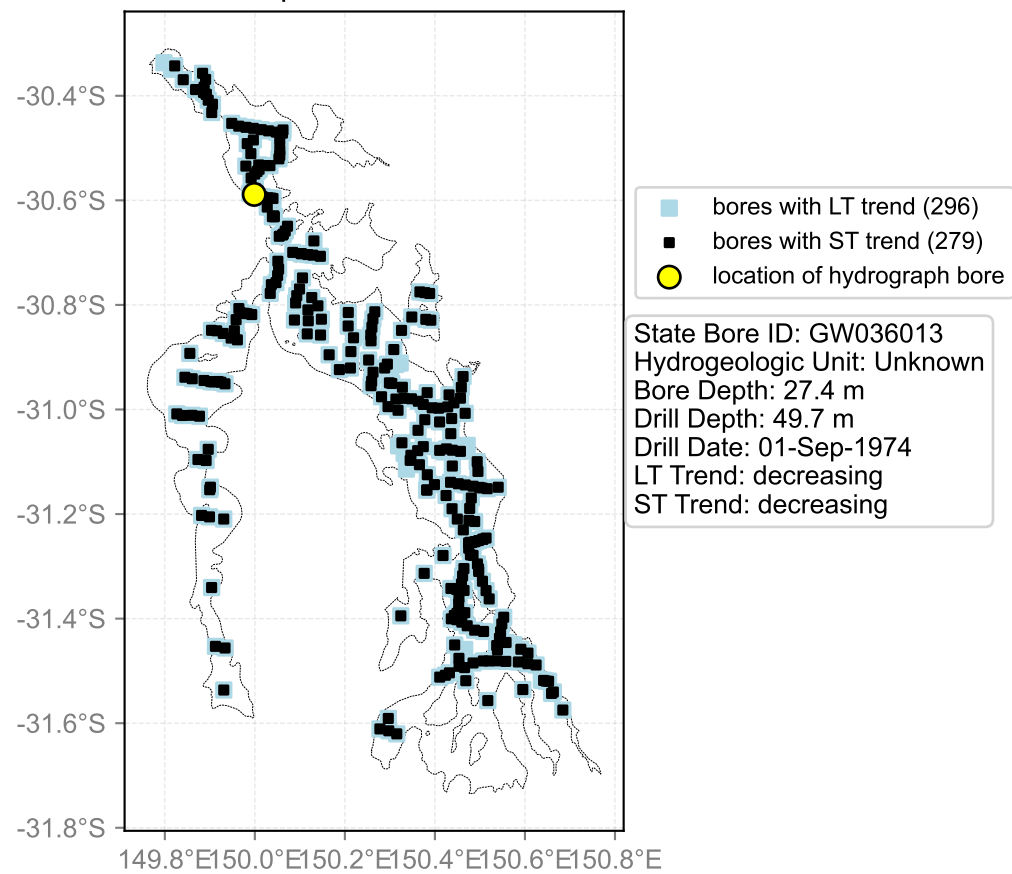 -30.4°S
-30.6°S
-30.8°S
-31.0°S
-31.2°S
-31.4°S
-31.6°S
-31.8°S
149.8°E150.0°E150.2°E150.4°E150.6°E150.8°E
bores with LT trend (296)
bores with ST trend (279)
location of hydrograph bore
State Bore ID: GW036013
Hydrogeologic Unit: Unknown
Bore Depth: 27.4 m
Drill Depth: 49.7 m
Drill Date: 01-Sep-1974
LT Trend: decreasing
ST Trend: decreasing